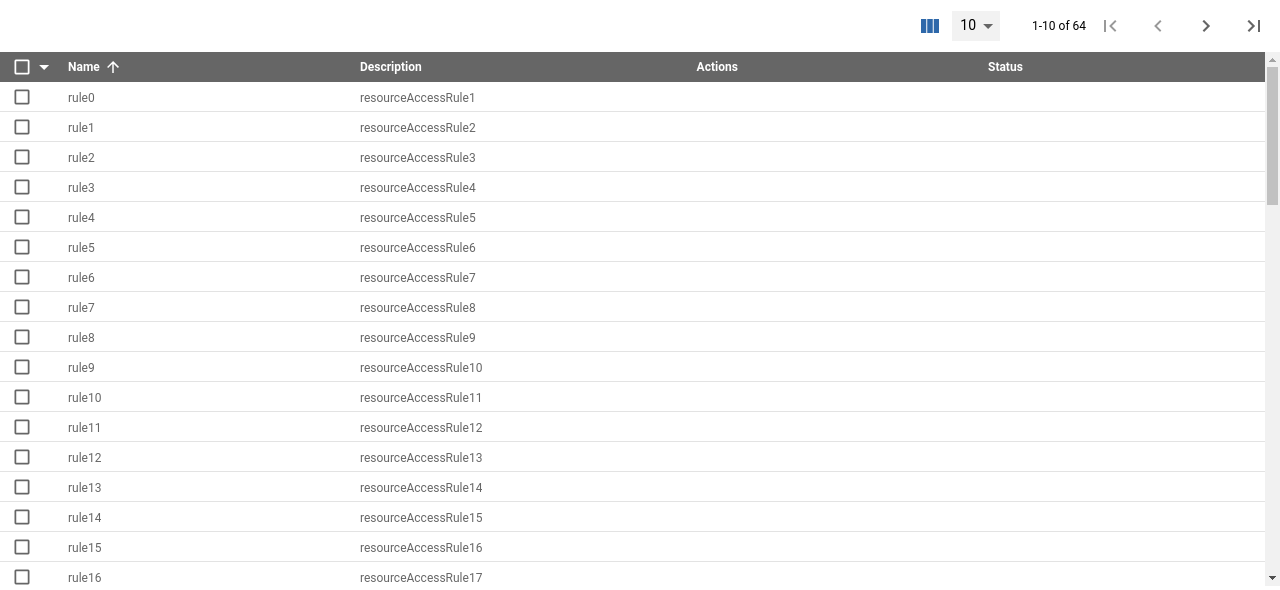 10 1-10 of 64
Name Description Actions Status
rule0 resourceAccessRule1
rule1 resourceAccessRule2
rule2 resourceAccessRule3
rule3 resourceAccessRule4
rule4 resourceAccessRule5
rule5 resourceAccessRule6
rule6 resourceAccessRule7
rule7 resourceAccessRule8
rule8 resourceAccessRule9
rule9 resourceAccessRule10
rule10 resourceAccessRule11
rule11 resourceAccessRule12
rule12 resourceAccessRule13
rule13 resourceAccessRule14
rule14 resourceAccessRule15
rule15 resourceAccessRule16
rule16 resourceAccessRule17